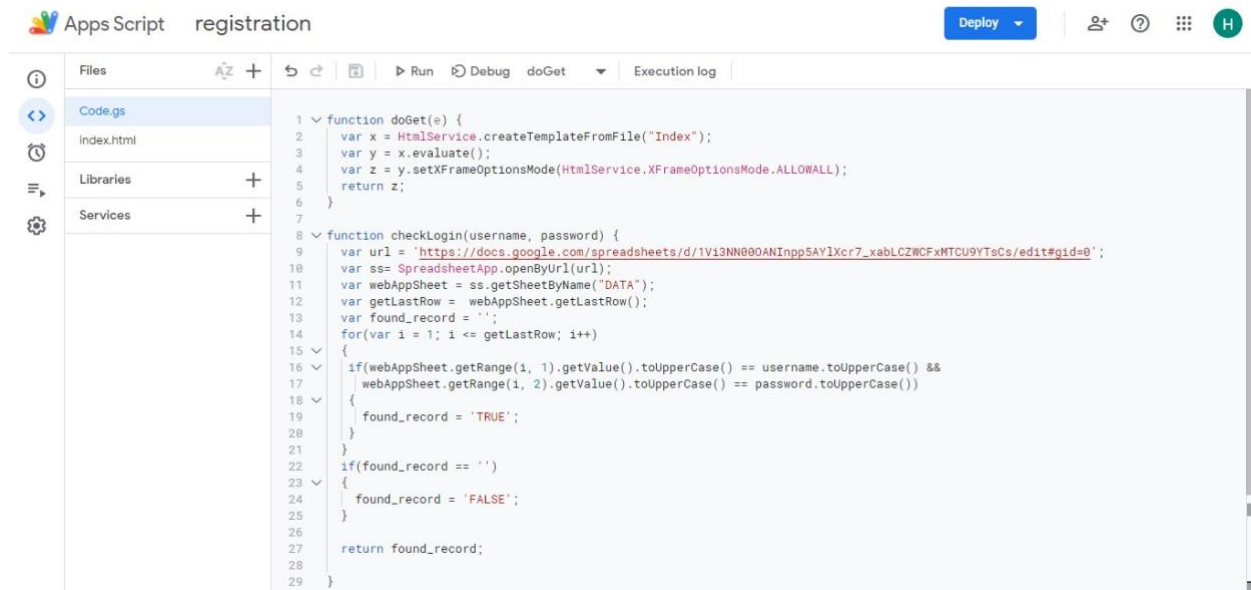 Apps Script registration Deploy H
Files AZ Run Debug doGet Execution log
Code.gs
index.html
Libraries
Services
1 function doGet(e) {
2 var x = HtmlService.createTemplateFromFile("Index");
3 var y = x.evaluate();
4 var z = y.setXFrameOptionsMode(HtmlService.XFrameOptionsMode.ALLOWALL);
5 return z;
6 }
7
8 function checkLogin(username, password) {
9 var url = 'https://docs.google.com/spreadsheets/d/1Vi3NN00OANInpp5AYlXcr7_xabLCZWCFxMTCU9YTsCs/edit#gid=0';
10 var ss= SpreadsheetApp.openByUrl(url);
11 var webAppSheet = ss.getSheetByName("DATA");
12 var getLastRow = webAppSheet.getLastRow();
13 var found_record = '';
14 for(var i = 1; i <= getLastRow; i++)
15 {
16 if(webAppSheet.getRange(i, 1).getValue().toUpperCase() == username.toUpperCase() &&
17 webAppSheet.getRange(i, 2).getValue().toUpperCase() == password.toUpperCase())
18 {
19 found_record = 'TRUE';
20 }
21 }
22 if(found_record == '')
23 {
24 found_record = 'FALSE';
25 }
26
27 return found_record;
28
29 }